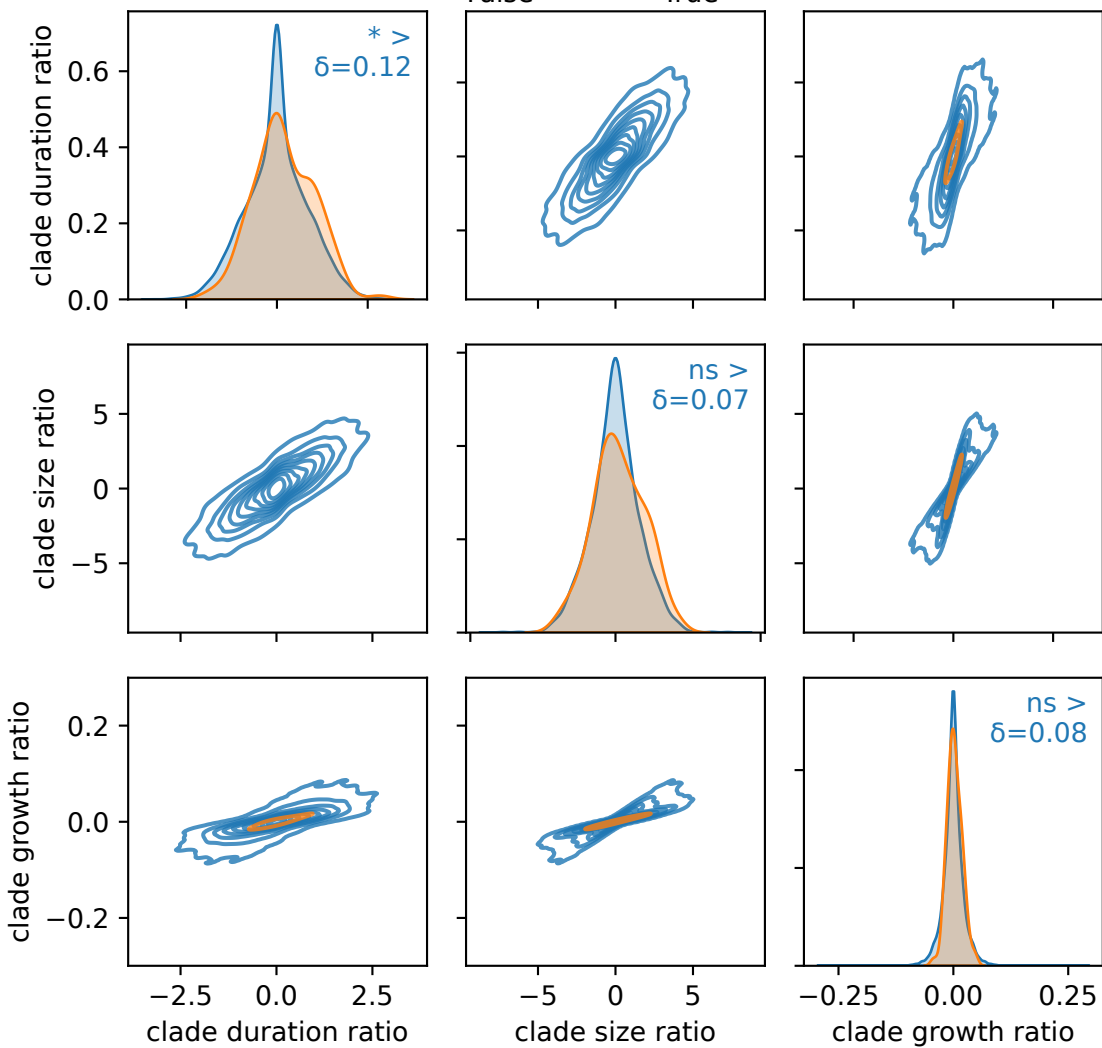 True
clade duration ratio
0.6
0.4
0.2
0.0
* >
δ=0.12
clade size ratio
5
0
−5
ns >
δ=0.07
clade growth ratio
0.2
0.0
−0.2
ns >
δ=0.08
−2.5 0.0 2.5
−5 0 5
−0.25 0.00 0.25
clade duration ratio
clade size ratio
clade growth ratio